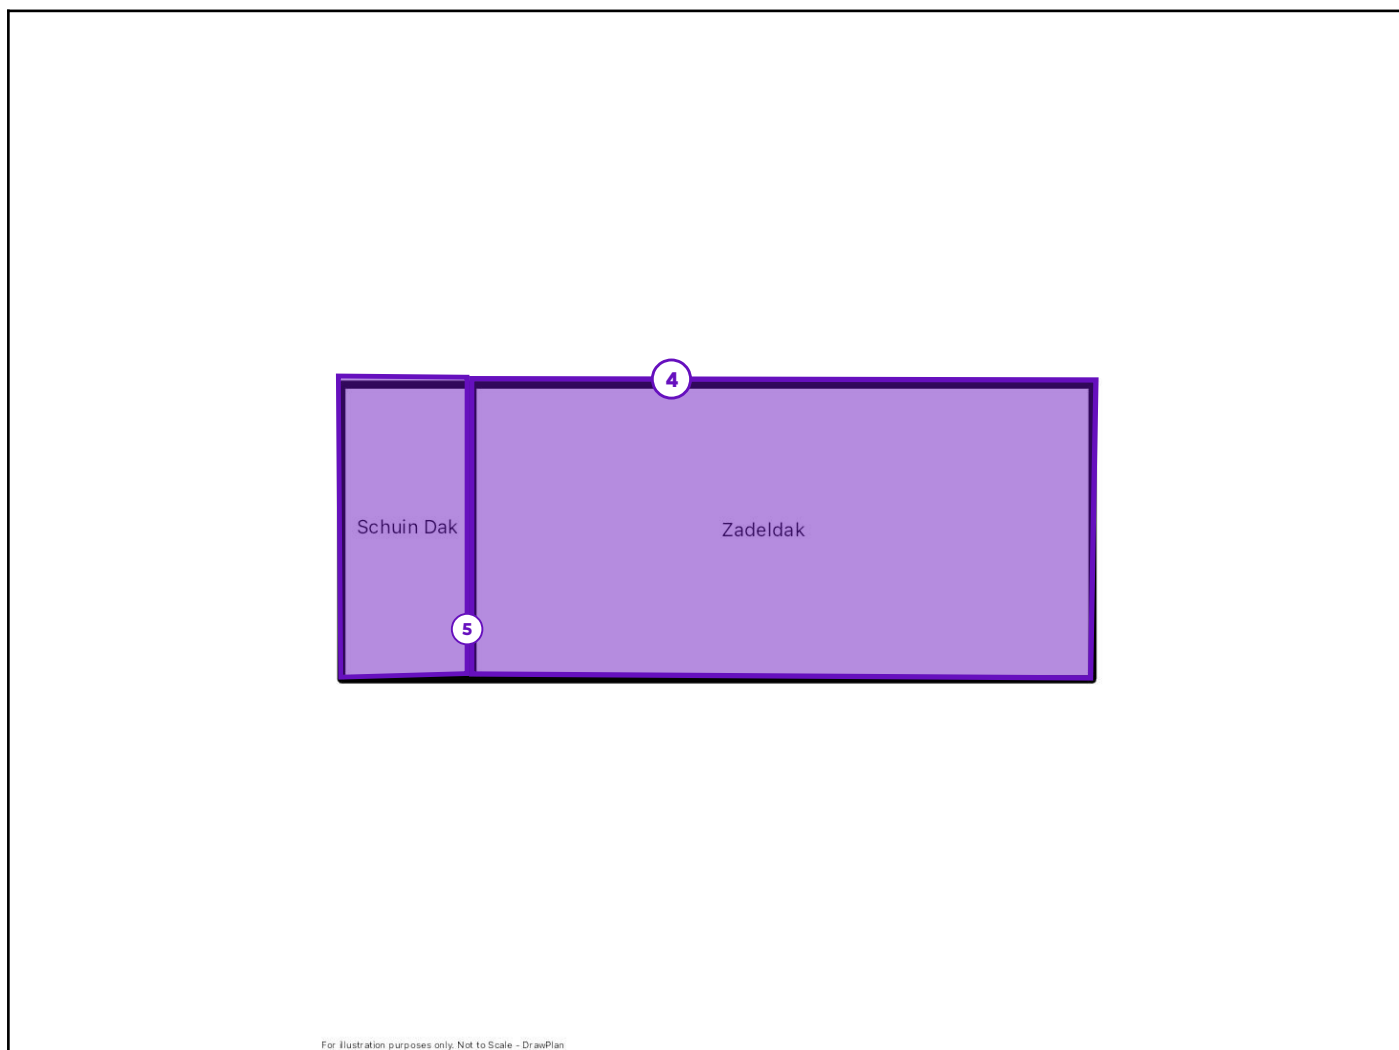 4
Schuin Dak
Zadeldak
5
For illustration purposes only. Not to Scale - DrawPlan